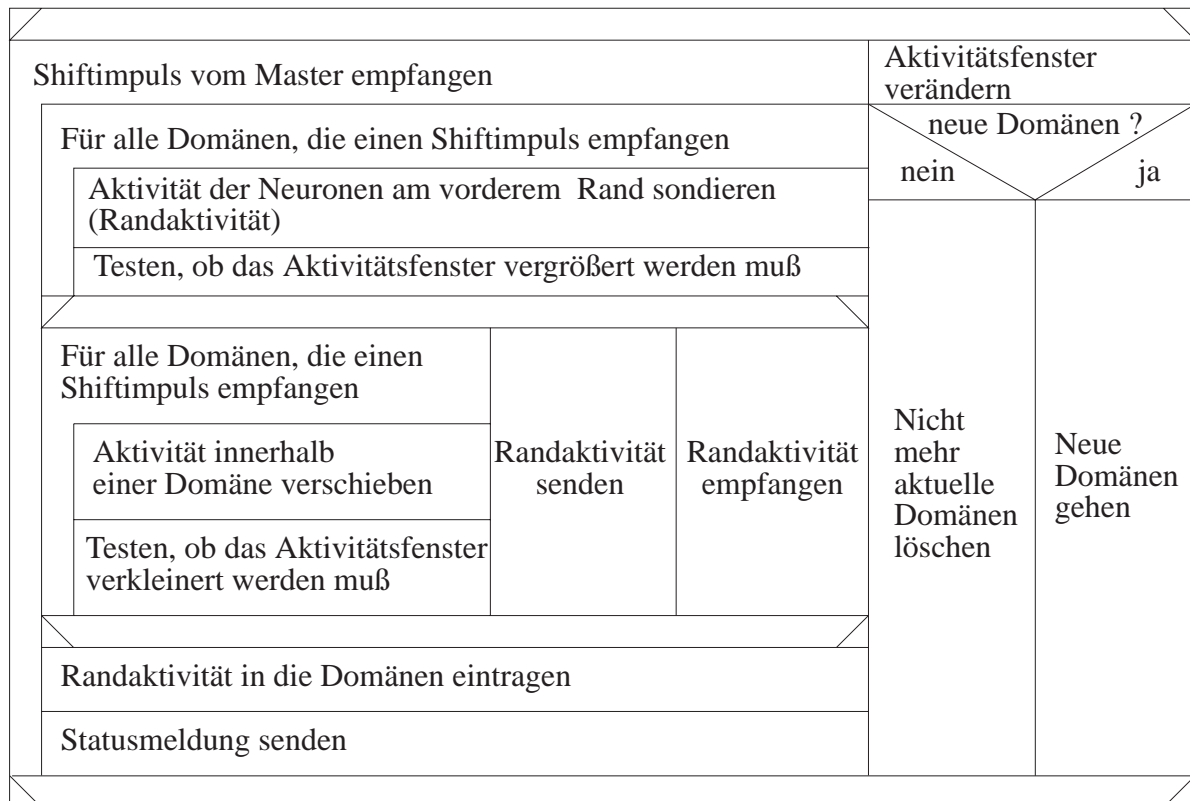 Shiftimpuls vom Master empfangen
Für alle Domänen, die einen Shiftimpuls empfangen
Aktivität der Neuronen am vorderem Rand sondieren
(Randaktivität)
Testen, ob das Aktivitätsfenster vergrößert werden muß
Für alle Domänen, die einen
Shiftimpuls empfangen
Aktivität innerhalb
einer Domäne verschieben
Testen, ob das Aktivitätsfenster
verkleinert werden muß
Randaktivität
senden
Randaktivität
empfangen
Randaktivität in die Domänen eintragen
Statusmeldung senden
Aktivitätsfenster
verändern
neue Domänen ?
nein
ja
Nicht
mehr
aktuelle
Domänen
löschen
Neue
Domänen
gehen